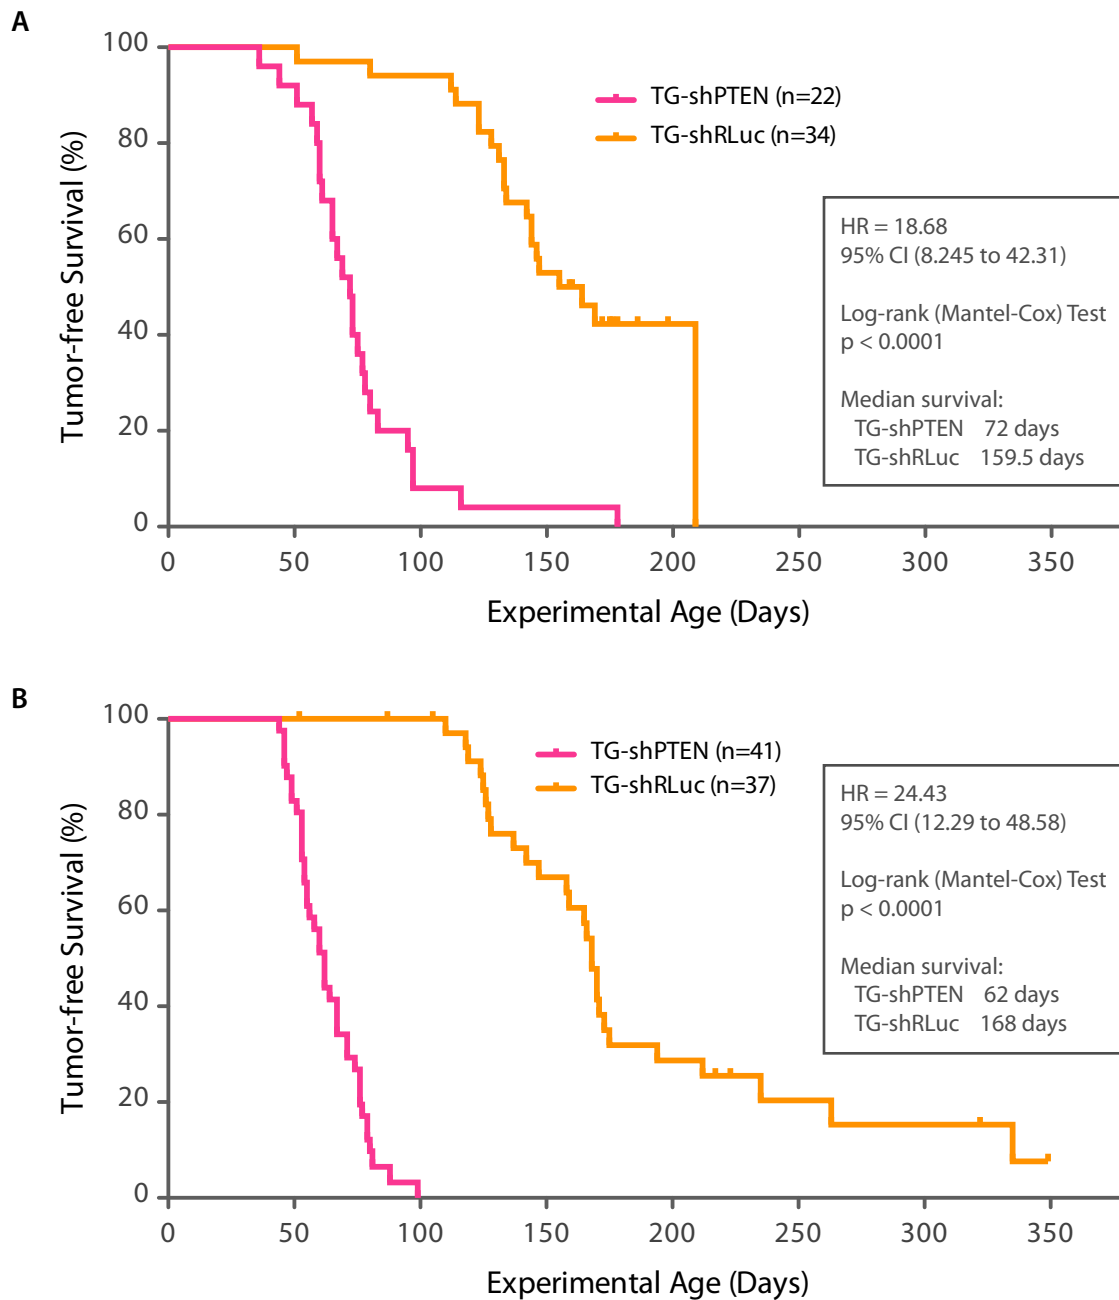 A
100
80
60
40
20
0
Tumor-free Survival (%)
TG-shPTEN (n=22)
TG-shRLuc (n=34)
HR = 18.68
95% CI (8.245 to 42.31)
Log-rank (Mantel-Cox) Test
p < 0.0001
Median survival:
TG-shPTEN 72 days
TG-shRLuc 159.5 days
0 50 100 150 200 250 300 350
Experimental Age (Days)
B
100
80
60
40
20
0
Tumor-free Survival (%)
TG-shPTEN (n=41)
TG-shRLuc (n=37)
HR = 24.43
95% CI (12.29 to 48.58)
Log-rank (Mantel-Cox) Test
p < 0.0001
Median survival:
TG-shPTEN 62 days
TG-shRLuc 168 days
0 50 100 150 200 250 300 350
Experimental Age (Days)